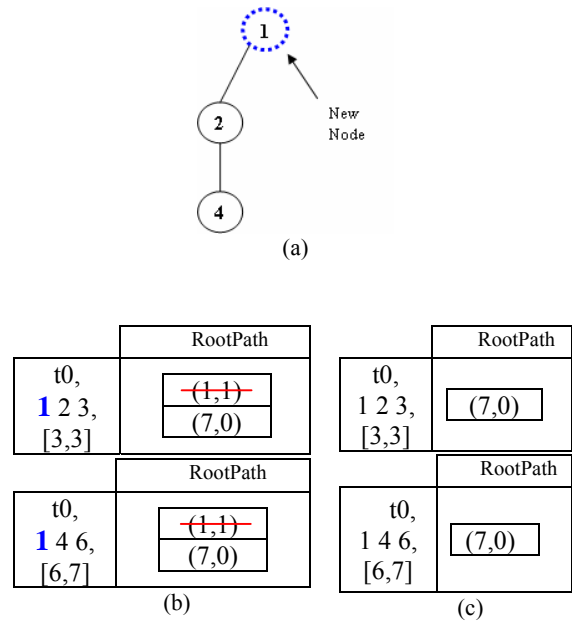 1
New
Node
2
4
(a)
RootPath
t0,
1 2 3,
[3,3]
(1,1)
(7,0)
RootPath
t0,
1 4 6,
[6,7]
(1,1)
(7,0)
(b)
RootPath
t0,
1 2 3,
[3,3]
(7,0)
RootPath
t0,
1 4 6,
[6,7]
(7,0)
(c)